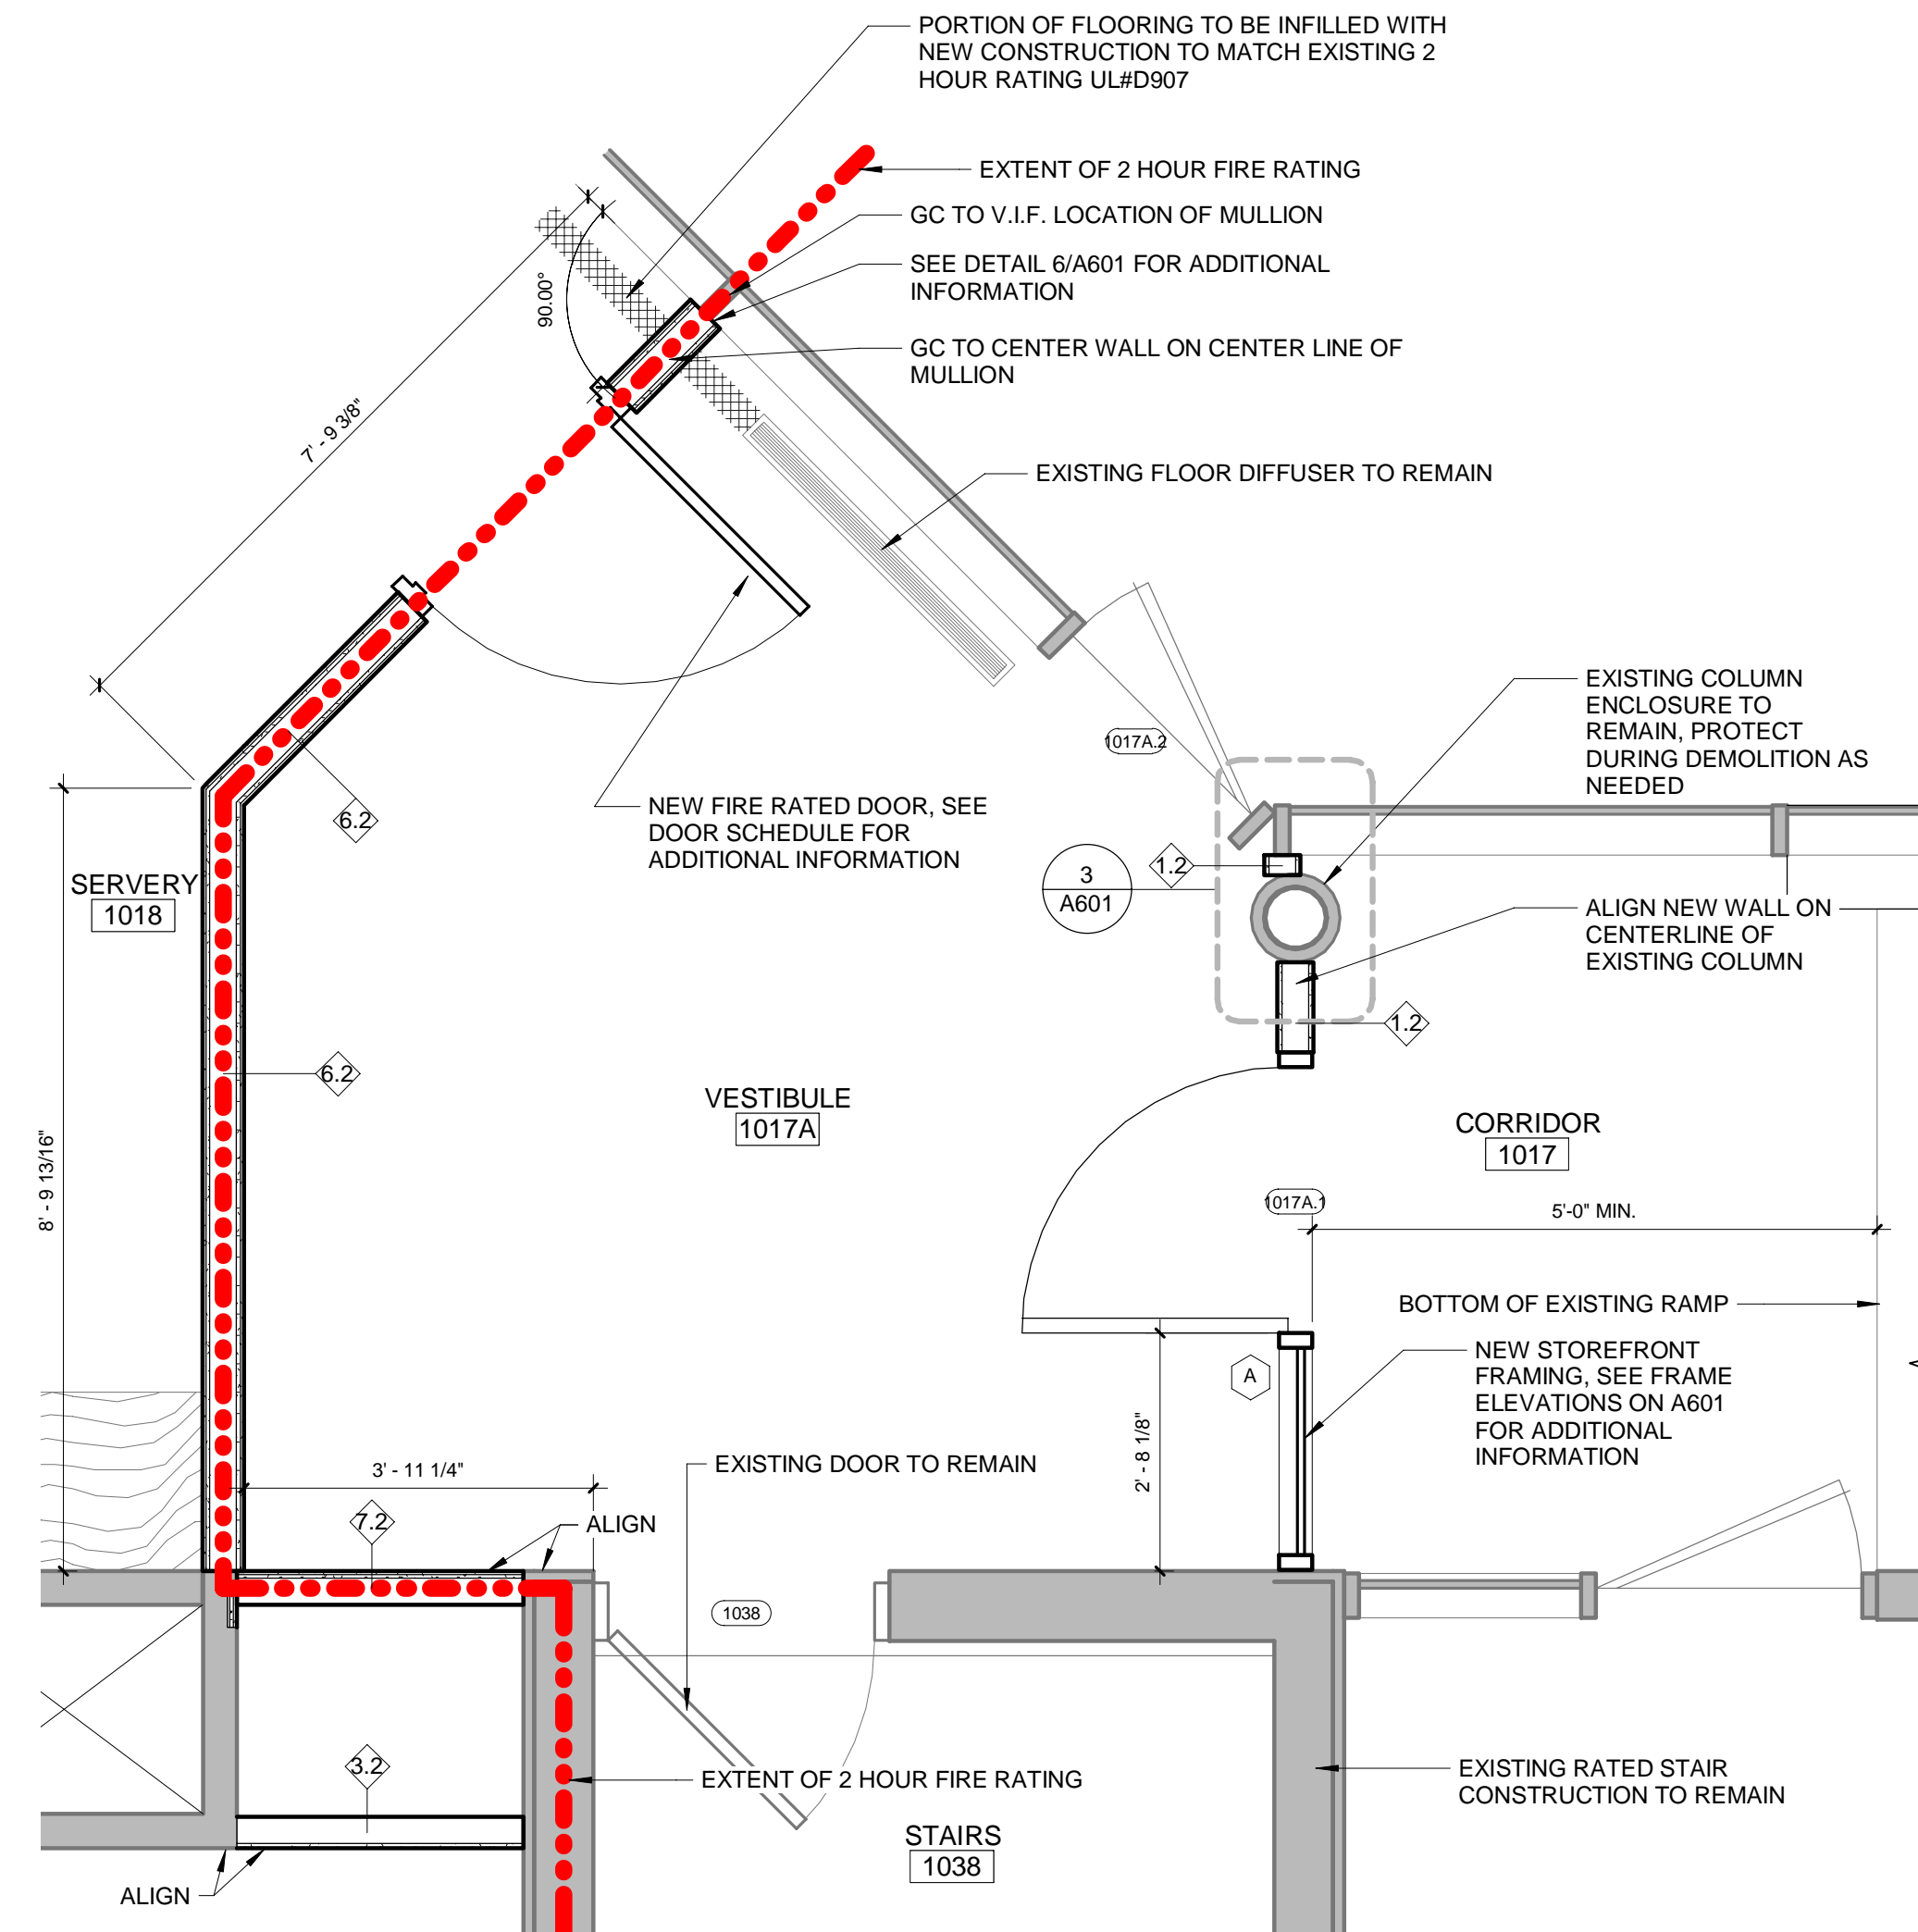 PORTION OF FLOORING TO BE INFILLED WITH
NEW CONSTRUCTION TO MATCH EXISTING 2
HOUR RATING UL#D907
EXTENT OF 2 HOUR FIRE RATING
GC TO V.I.F. LOCATION OF MULLION
SEE DETAIL 6/A601 FOR ADDITIONAL
INFORMATION
90.00°
GC TO CENTER WALL ON CENTER LINE OF
MULLION
7' - 9 3/8"
EXISTING FLOOR DIFFUSER TO REMAIN
EXISTING COLUMN
ENCLOSURE TO
REMAIN, PROTECT
DURING DEMOLITION AS
NEEDED
1017A.2
NEW FIRE RATED DOOR, SEE
DOOR SCHEDULE FOR
ADDITIONAL INFORMATION
6.2
SERVERY
1018
3
A601
1.2
ALIGN NEW WALL ON
CENTERLINE OF
EXISTING COLUMN
1.2
6.2
VESTIBULE
1017A
CORRIDOR
1017
8' - 9 13/16"
1017A.1
5'-0" MIN.
BOTTOM OF EXISTING RAMP
NEW STOREFRONT
FRAMING, SEE FRAME
ELEVATIONS ON A601
FOR ADDITIONAL
INFORMATION
A
2' - 8 1/8"
3' - 11 1/4"
EXISTING DOOR TO REMAIN
7.2
ALIGN
1038
3.2
EXTENT OF 2 HOUR FIRE RATING
EXISTING RATED STAIR
CONSTRUCTION TO REMAIN
STAIRS
1038
ALIGN